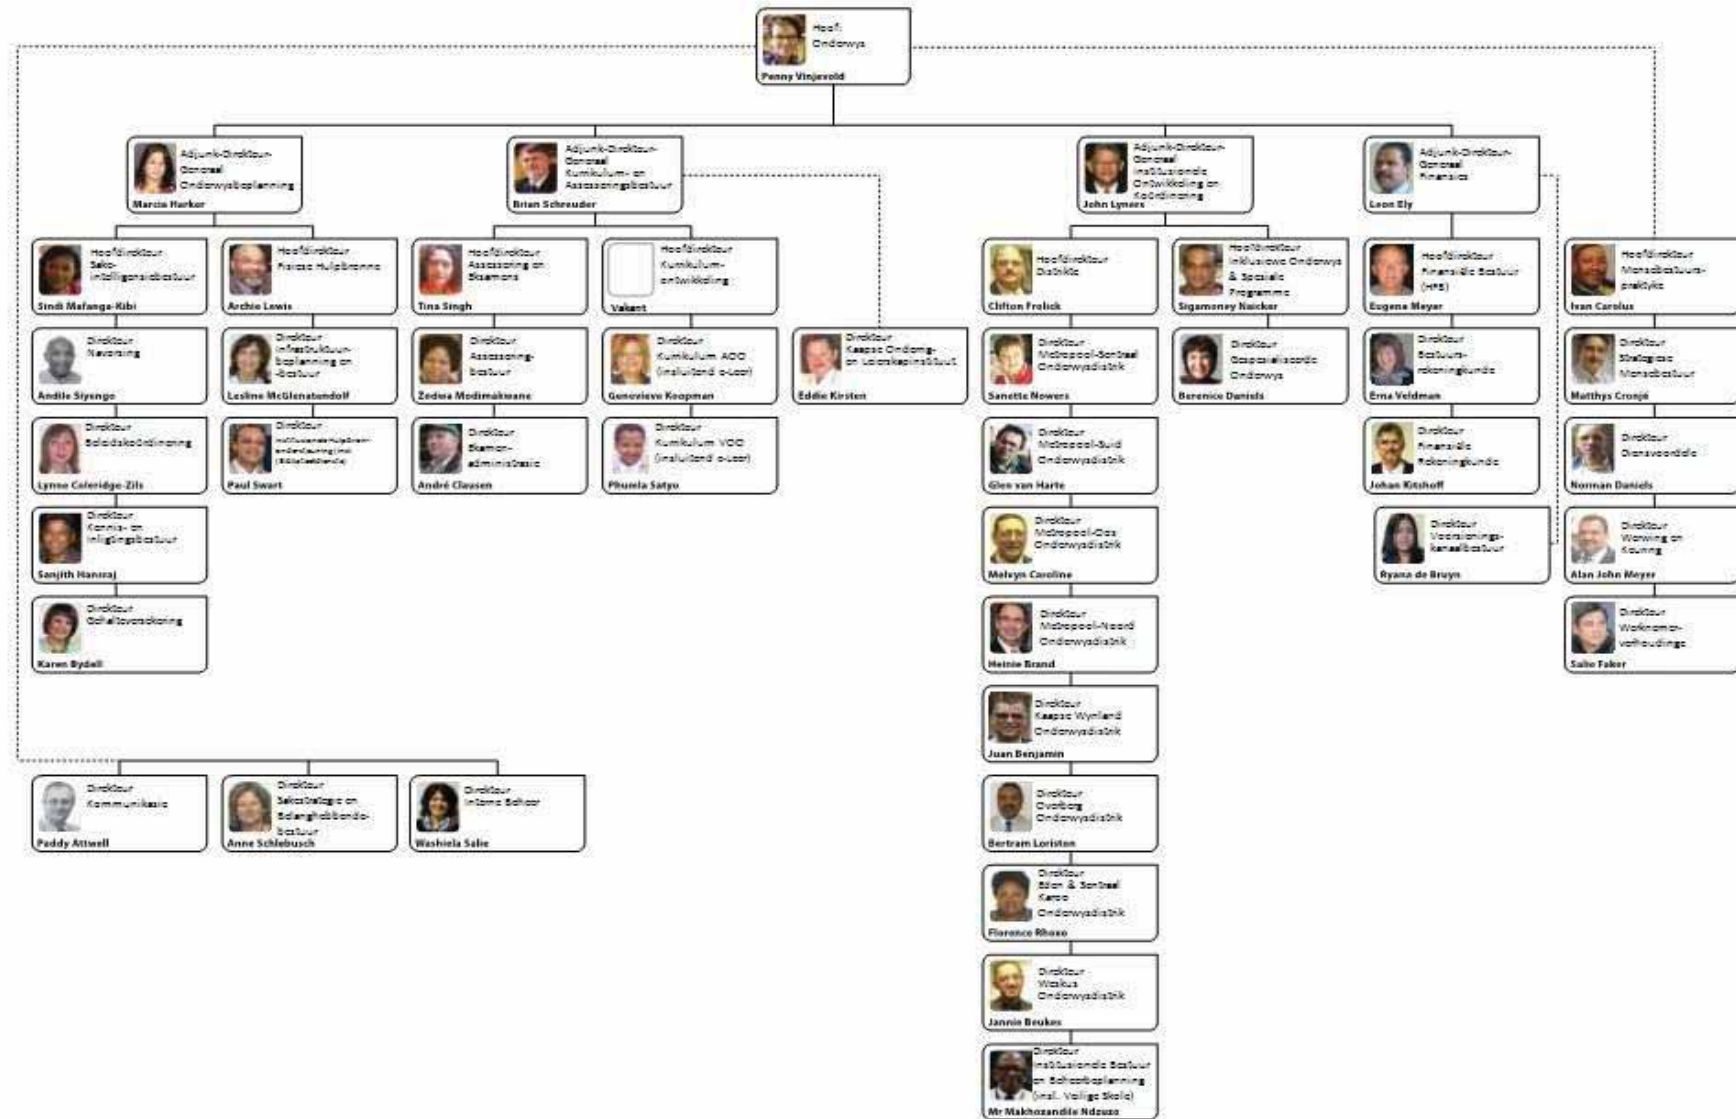 Hoof:
Onderwys
Penny Vinjevold
Adjunk-Direkteur-
Generaal
Onderwysbeplanning
Marcia Harker
Adjunk-Direkteur-
Generaal
Kurrikulum- en
Assesseringsbestuur
Brian Schreuder
Adjunk-Direkteur-
Generaal
Institusionele
Ontwikkeling en
Koördinering
John Lyners
Adjunk-Direkteur-
Generaal
Finansies
Leon Ely
Hoofdirekteur
Sake-
intelligensiebestuur
Sindi Mafanga-Kibi
Hoofdirekteur
Fisiese Hulpbronne
Archie Lewis
Hoofdirekteur
Assessering en
Eksamens
Tina Singh
Hoofdirekteur
Kurrikulum-
ontwikkeling
Vakant
Hoofdirekteur
Distrikte
Clifton Frolick
Hoofdirekteur
Inklusiewe Onderwys
& Spesiale
Programme
Sigamoney Naicker
Hoofdirekteur
Finansiële Bestuur
(HFB)
Eugene Meyer
Hoofdirekteur
Mensebestuurs-
praktyke
Ivan Carolus
Direkteur
Navorsing
Andile Siyengo
Direkteur
Infrastruktuur-
beplanning en
-bestuur
Direkteur
Assessering-
bestuur
Zodwa Modimakwane
Direkteur
Kurrikulum AOO
(insluitend e-Leer)
Genevieve Koopman
Direkteur
Kaapse Onderrig-
en Leierskapinstituut
Eddie Kirsten
Direkteur
Metropool-Sentraal
Onderwysdistrik
Sanette Nowers
Direkteur
Gespesialiseerde
Onderwys
Berenice Daniels
Direkteur
Bestuurs-
rekeningkunde
Erna Veldman
Direkteur
Strategiese
Mensebestuur
Matthys Cronjé
Direkteur
Beleidskoördinering
Lynne Coleridge-Zils
Direkteur
Paul Swart
Direkteur
Eksamen-
administrasie
André Clausen
Direkteur
Kurrikulum VOO
(insluitend e-Leer)
Phumla Satyo
Direkteur
Metropool-Suid
Onderwysdistrik
Glen van Harte
Direkteur
Finansiële
Rekeningkunde
Johan Kitshoff
Direkteur
Diensvoordele
Norman Daniels
Direkteur
Kennis- en
Inligtingsbestuur
Sanjith Hansraj
Direkteur
Metropool-Oos
Onderwysdistrik
Melvyn Caroline
Direkteur
Voorsienings-
kanaalbestuur
Ryana de Bruyn
Direkteur
Werwing en
Keuring
Alan John Meyer
Direkteur
Gehalteversekering
Karen Bydell
Direkteur
Metropool-Noord
Onderwysdistrik
Heinie Brand
Direkteur
Werknemer-
verhoudinge
Salie Faker
Direkteur
Kaapse Wynland
Onderwysdistrik
Juan Benjamin
Direkteur
Kommunikasie
Paddy Attwell
Direkteur
Sakestrategie en
Belanghebbende-
bestuur
Anne Schlebusch
Direkteur
Interne Beheer
Washiela Salie
Direkteur
Overberg
Onderwysdistrik
Bertram Loriston
Direkteur
Eden & Sentraal
Karoo
Onderwysdistrik
Florence Rhoxo
Direkteur
Weskus
Onderwysdistrik
Jannie Beukes
Direkteur
Institusionele Bestuur
en Beheerbeplanning
(insl. Veilige Skole)
Mr Makhozandile Ndzuzo